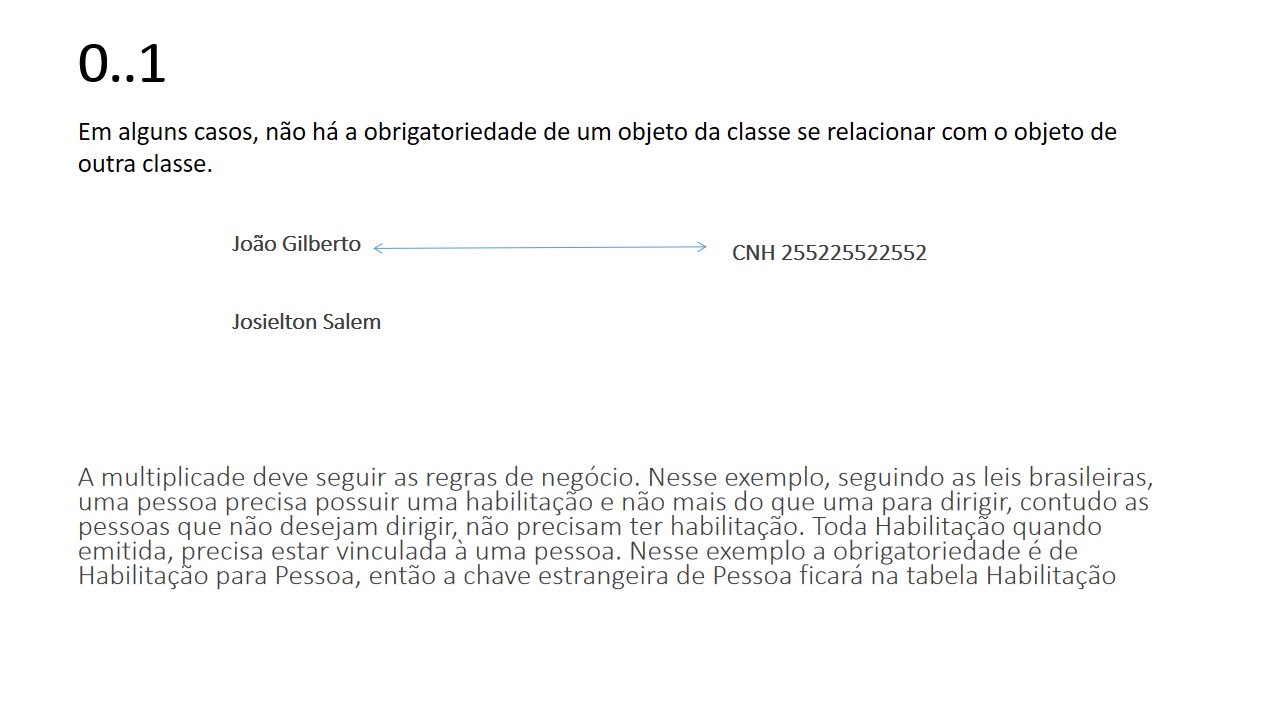 0..1
Em alguns casos, não há a obrigatoriedade de um objeto da classe se relacionar com o objeto de
outra classe.
João Gilberto
CNH 255225522552
Josielton Salem
A multiplicade deve seguir as regras de negócio. Nesse exemplo, seguindo as leis brasileiras,
uma pessoa precisa possuir uma habilitação e não mais do que uma para dirigir, contudo as
pessoas que não desejam dirigir, não precisam ter habilitação. Toda Habilitação quando
emitida, precisa estar vinculada à uma pessoa. Nesse exemplo a obrigatoriedade é de
Habilitação para Pessoa, então a chave estrangeira de Pessoa ficará na tabela Habilitação